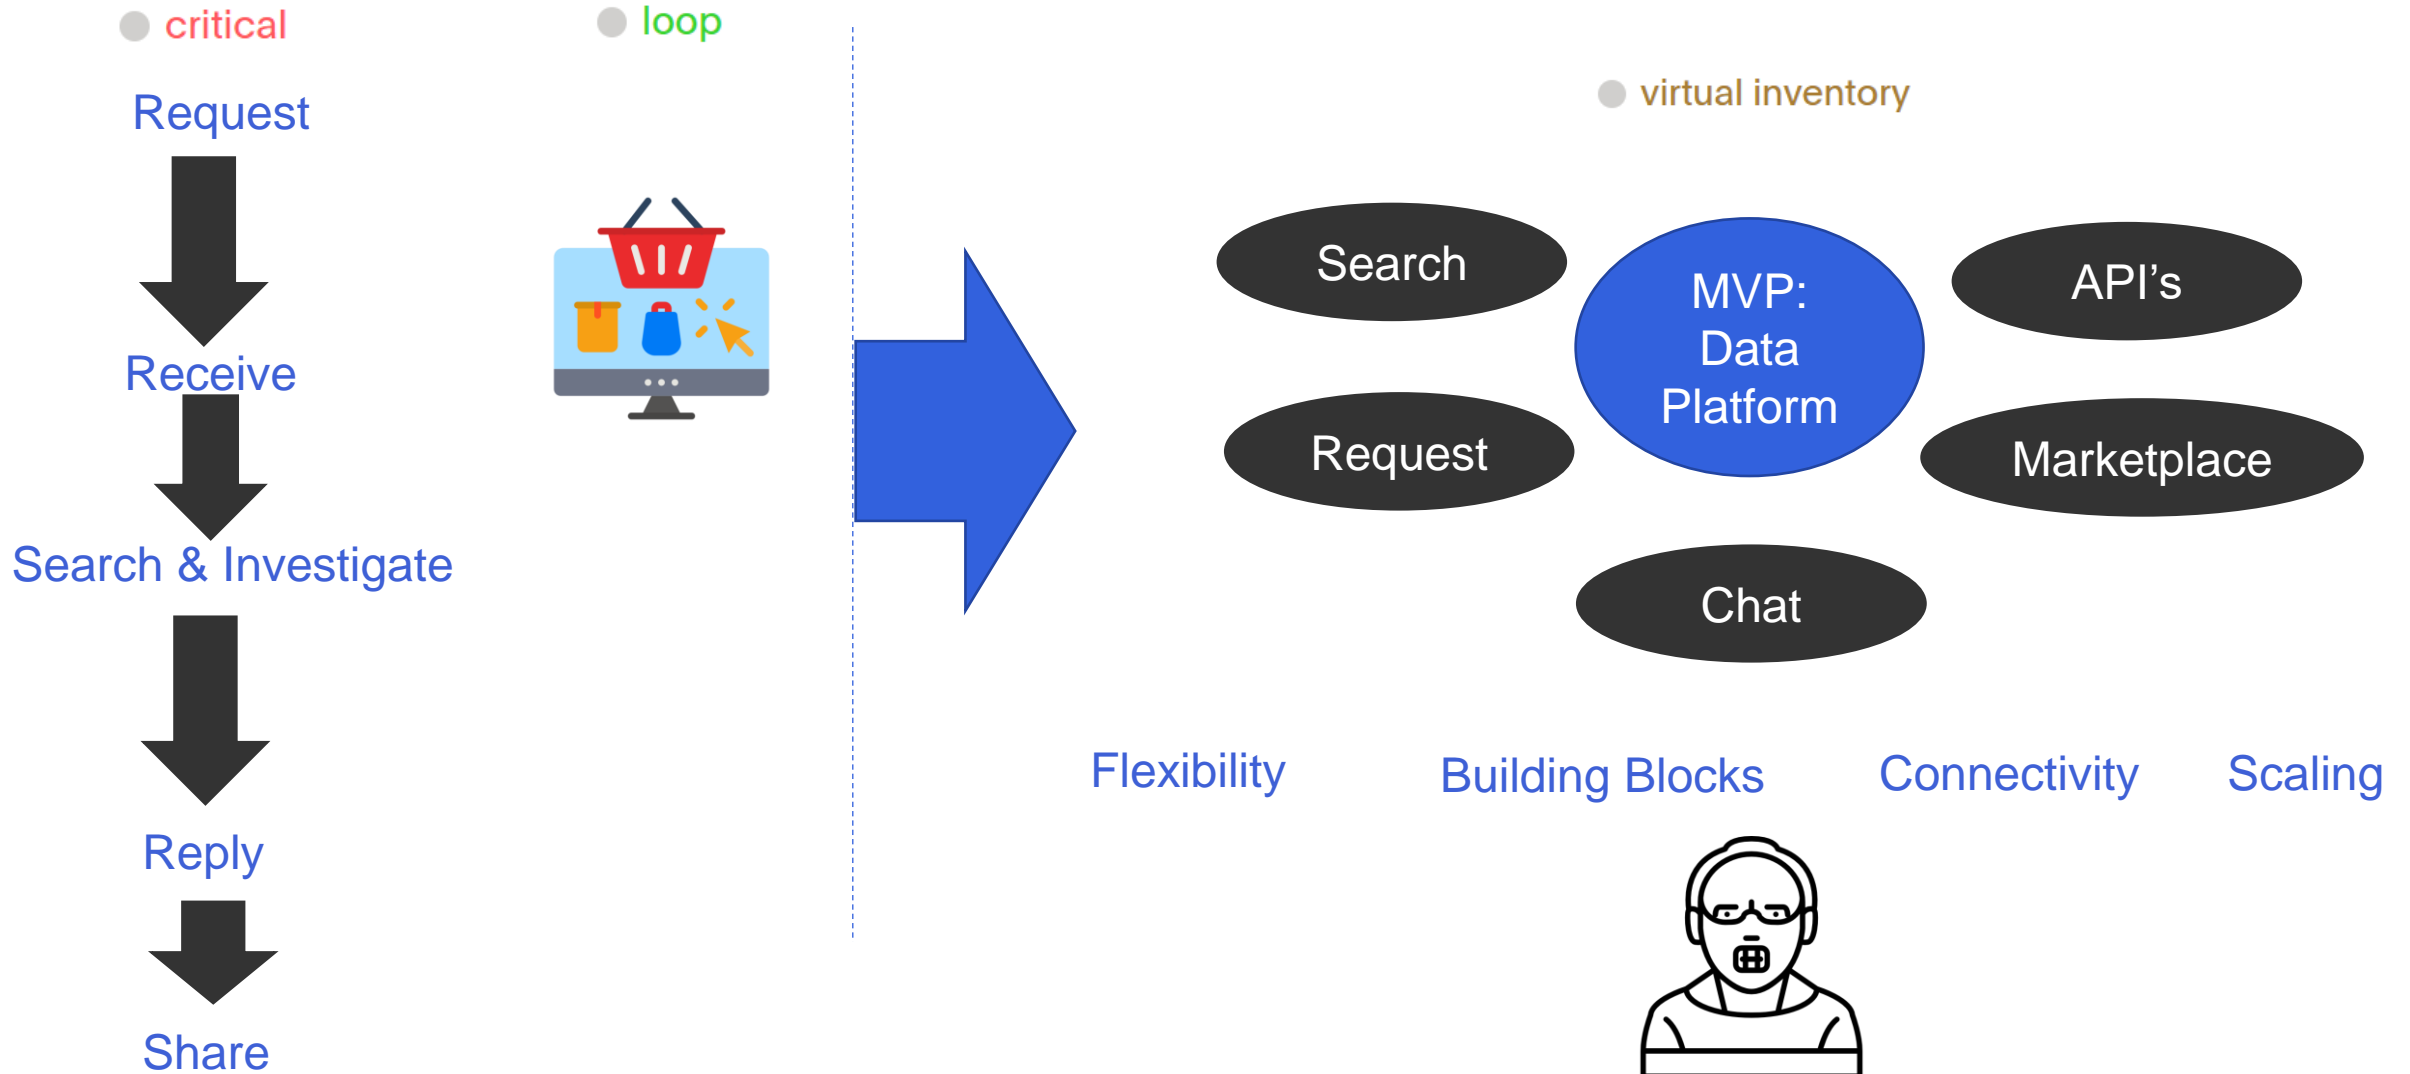 critical
loop
Request
Receive
Search & Investigate
Reply
Share
virtual inventory
Search
MVP:
Data
Platform
API’s
Request
Marketplace
Chat
Flexibility
Building Blocks
Connectivity
Scaling